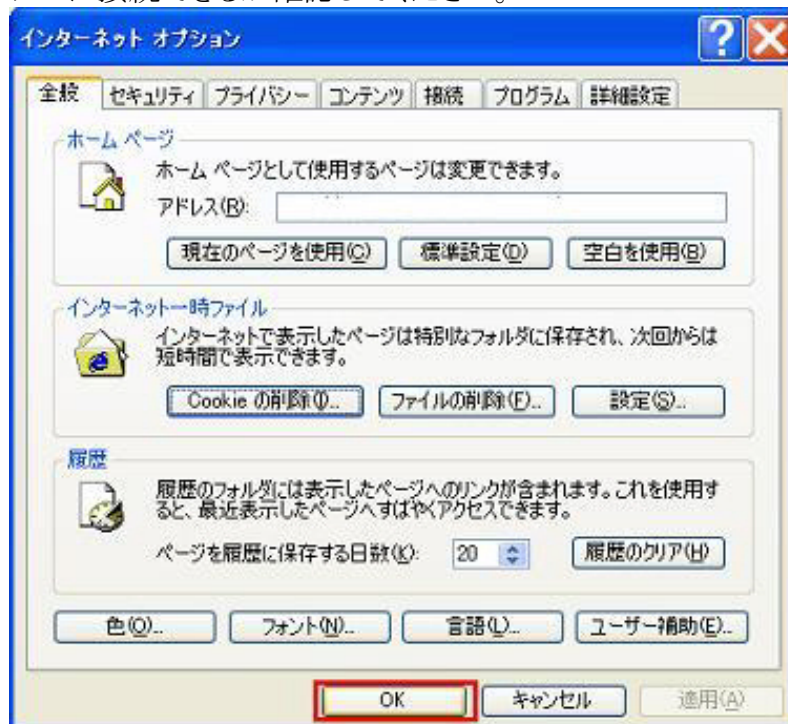 インターネット オプション
全般 セキュリティ プライバシー コンテンツ 接続 プログラム 詳細設定
ホーム ページ
ホーム ページとして使用するページは変更できます。
アドレス(R):
現在のページを使用(C) 標準設定(D) 空白を使用(B)
インターネット一時ファイル
インターネットで表示したページは特別なフォルダに保存され、次回からは
短時間で表示できます。
Cookie の削除(I)... ファイルの削除(F)... 設定(S)...
履歴
履歴のフォルダには表示したページへのリンクが含まれます。これを使用す
ると、最近表示したページへすばやくアクセスできます。
ページを履歴に保存する日数(K): 20 履歴のクリア(H)
色(O)... フォント(N)... 言語(L)... ユーザー補助(E)...
OK キャンセル 適用(A)